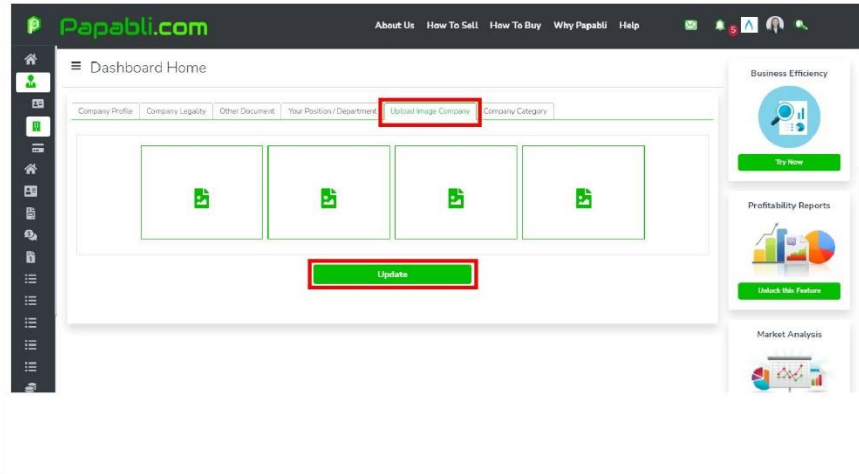 Papabli.com
About Us How To Sell How To Buy Why Papabli Help
5
Dashboard Home
Company Profile Company Legality Other Document Your Position / Department Upload Image Company Company Category
Update
Business Efficiency
Try Now
Profitability Reports
Unlock this Feature
Market Analysis